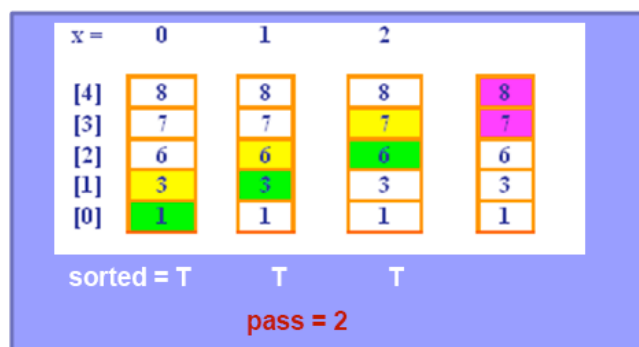 x = 0 1 2
[4] 8 8 8 8
[3] 7 7 7 7
[2] 6 6 6 6
[1] 3 3 3 3
[0] 1 1 1 1
sorted = T T T
pass = 2